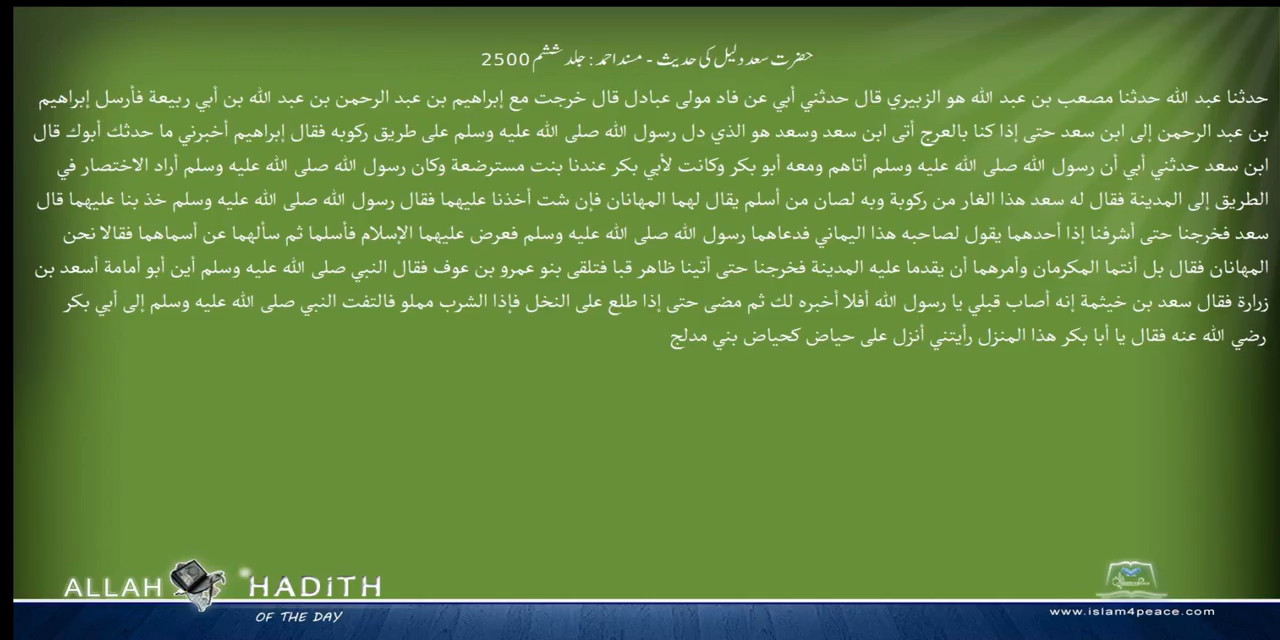 حضرت سعد دلیل کی حدیث - مسند احمد : جلد ششم 2500
حدثنا عبد الله حدثنا مصعب بن عبد الله هو الزبيري قال حدثني أبي عن فاد مولى عبادل قال خرجت مع إبراهيم بن عبد الرحمن بن عبد الله بن أبي ربيعة فأرسل إبراهيم
بن عبد الرحمن إلى ابن سعد حتى إذا كنا بالعرج أتى ابن سعد وسعد هو الذي دل رسول الله صلى الله عليه وسلم على طريق ركوبه فقال إبراهيم أخبرني ما حدثك أبوك قال
ابن سعد حدثني أبي أن رسول الله صلى الله عليه وسلم أتاهم ومعه أبو بكر وكانت لأبي بكر عندنا بنت مسترضعة وكان رسول الله صلى الله عليه وسلم أراد الاختصار في
الطريق إلى المدينة فقال له سعد هذا الغار من ركوبة وبه لصان من أسلم يقال لهما المهانان فإن شت أخذنا عليهما فقال رسول الله صلى الله عليه وسلم خذ بنا عليهما قال
سعد فخرجنا حتى أشرفنا إذا أحدهما يقول لصاحبه هذا اليماني فدعاهما رسول الله صلى الله عليه وسلم فعرض عليهما الإسلام فأسلما ثم سألهما عن أسماهما فقالا نحن
المهانان فقال بل أنتما المكرمان وأمرهما أن يقدما عليه المدينة فخرجنا حتى أتينا ظاهر قبا فتلقى بنو عمرو بن عوف فقال النبي صلى الله عليه وسلم أين أبو أمامة أسعد بن
زرارة فقال سعد بن خيثمة إنه أصاب قبلي يا رسول الله أفلا أخبره لك ثم مضى حتى إذا طلع على النخل فإذا الشرب مملو فالتفت النبي صلى الله عليه وسلم إلى أبي بكر
رضي الله عنه فقال يا أبا بكر هذا المنزل رأيتني أنزل على حياض كحياض بني مدلج
ALLAH HADITH
OF THE DAY
www.islam4peace.com